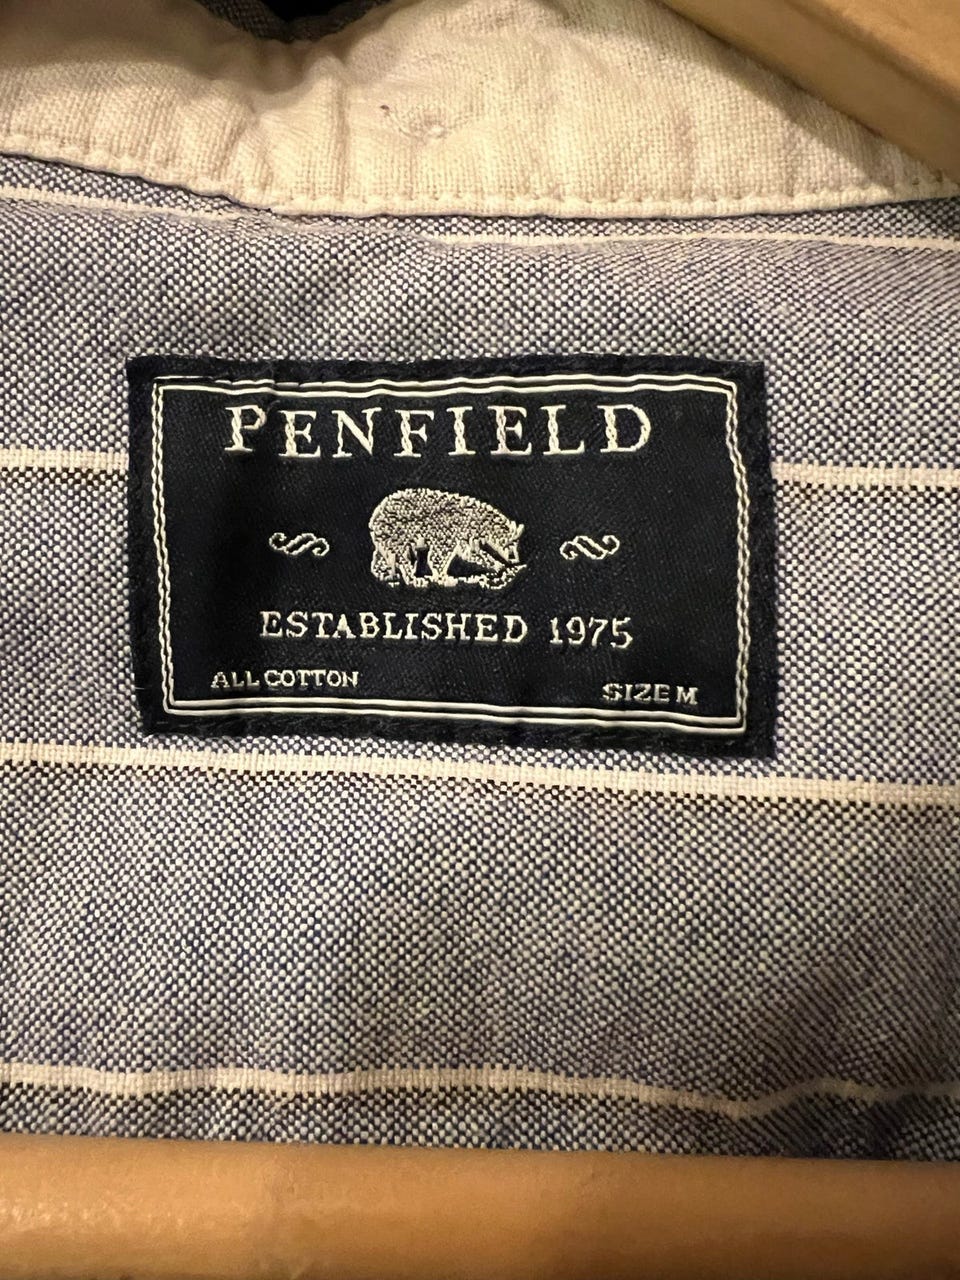 PENFIELD
ESTABLISHED 1975
ALL COTTON
SIZE M